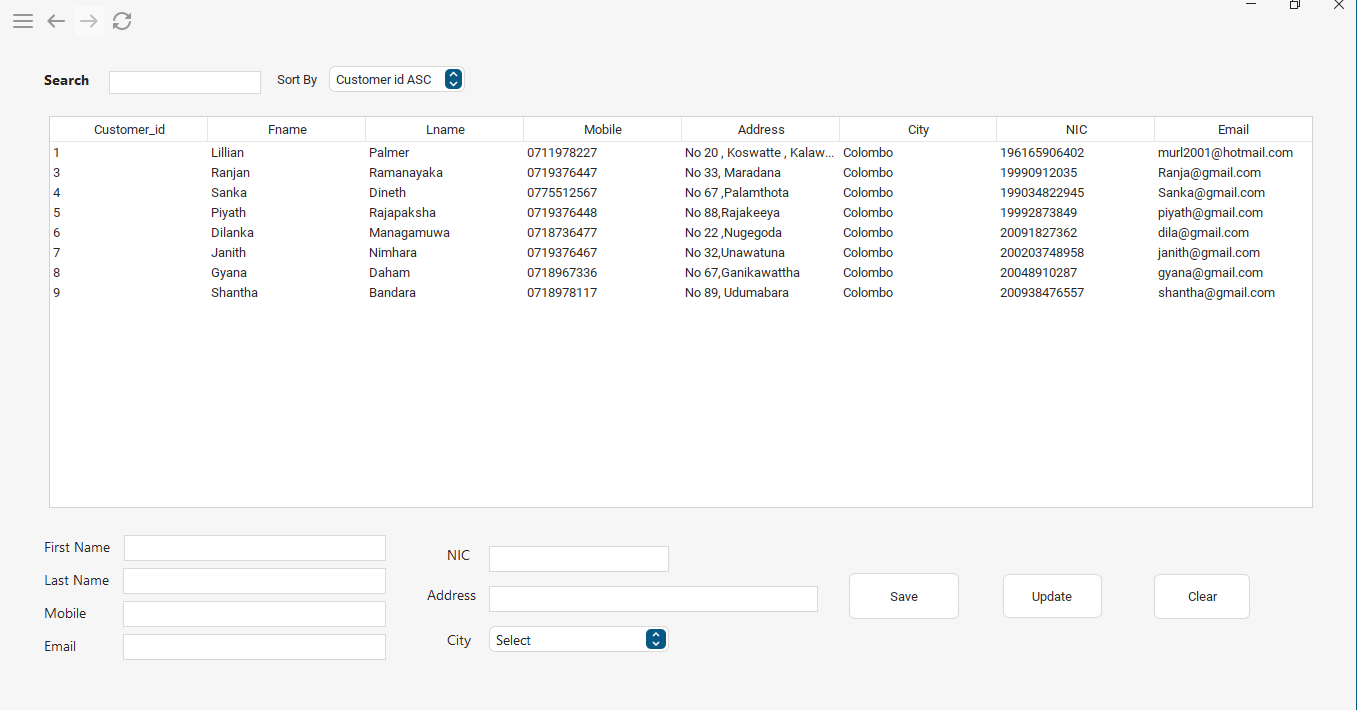 Search Sort By Customer id ASC
Customer_id Fname Lname Mobile Address City NIC Email
1 Lillian Palmer 0711978227 No 20 , Koswatte , Kalaw... Colombo 196165906402 murl2001@hotmail.com
3 Ranjan Ramanayaka 0719376447 No 33, Maradana Colombo 19990912035 Ranja@gmail.com
4 Sanka Dineth 0775512567 No 67 ,Palamthota Colombo 199034822945 Sanka@gmail.com
5 Piyath Rajapaksha 0719376448 No 88,Rajakeeya Colombo 19992873849 piyath@gmail.com
6 Dilanka Managamuwa 0718736477 No 22 ,Nugegoda Colombo 20091827362 dila@gmail.com
7 Janith Nimhara 0719376467 No 32,Unawatuna Colombo 200203748958 janith@gmail.com
8 Gyana Daham 0718967336 No 67,Ganikawattha Colombo 20048910287 gyana@gmail.com
9 Shantha Bandara 0718978117 No 89, Udumabara Colombo 200938476557 shantha@gmail.com
First Name
Last Name
Mobile
Email
NIC
Address
City Select
Save Update Clear